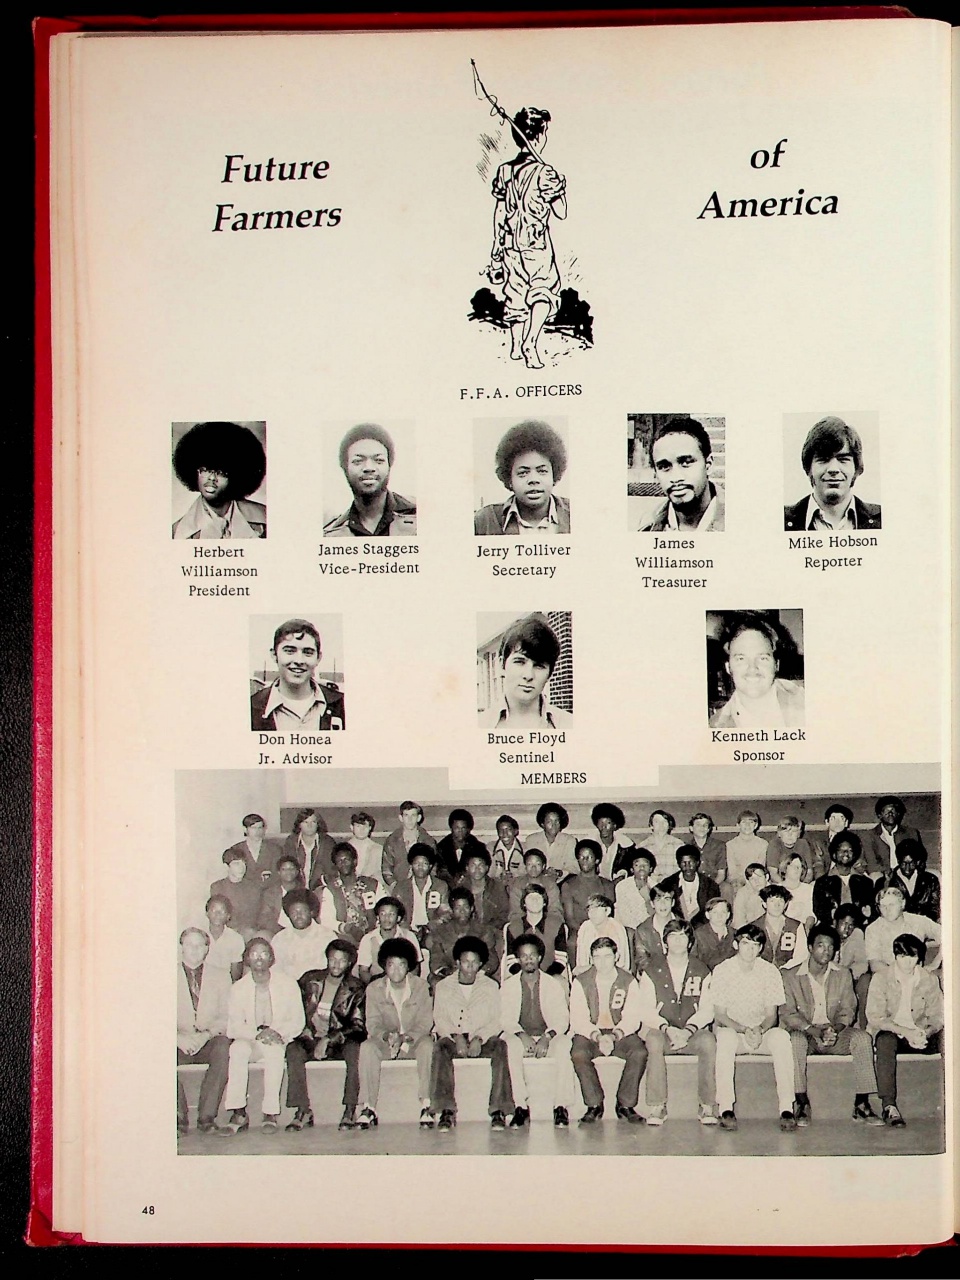 Future
Farmers
of
America
F.F.A. OFFICERS
Herbert
Williamson
President
James Staggers
Vice-President
Jerry Tolliver
Secretary
James
Williamson
Treasurer
Mike Hobson
Reporter
Don Honea
Jr. Advisor
Bruce Floyd
Sentinel
Kenneth Lack
Sponsor
MEMBERS
B
B
B
B
H
48